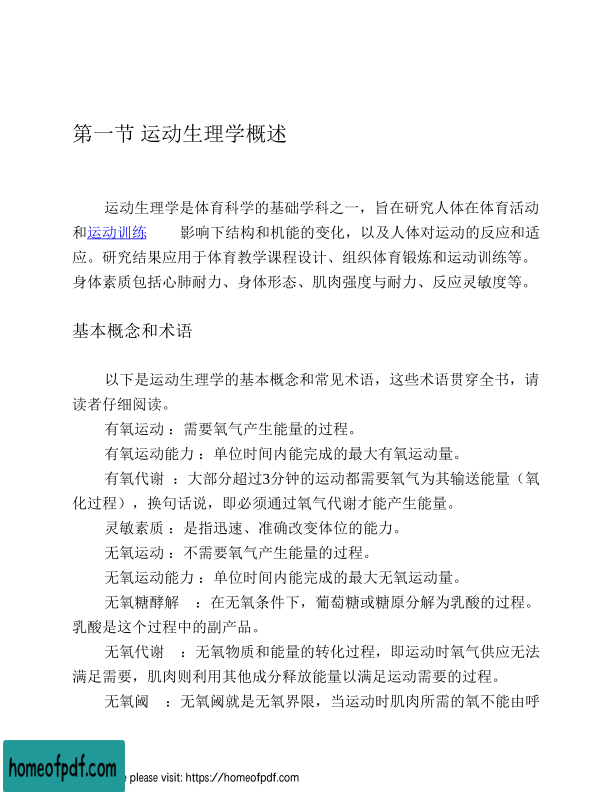 第一节 运动生理学概述
运动生理学是体育科学的基础学科之一，旨在研究人体在体育活动
和运动训练 影响下结构和机能的变化，以及人体对运动的反应和适
应。研究结果应用于体育教学课程设计、组织体育锻炼和运动训练等。
身体素质包括心肺耐力、身体形态、肌肉强度与耐力、反应灵敏度等。
基本概念和术语
以下是运动生理学的基本概念和常见术语，这些术语贯穿全书，请
读者仔细阅读。
有氧运动 ：需要氧气产生能量的过程。
有氧运动能力 ：单位时间内能完成的最大有氧运动量。
有氧代谢 ：大部分超过3分钟的运动都需要氧气为其输送能量（氧
化过程），换句话说，即必须通过氧气代谢才能产生能量。
灵敏素质 ：是指迅速、准确改变体位的能力。
无氧运动 ：不需要氧气产生能量的过程。
无氧运动能力 ：单位时间内能完成的最大无氧运动量。
无氧糖酵解 ：在无氧条件下，葡萄糖或糖原分解为乳酸的过程。
乳酸是这个过程中的副产品。
无氧代谢 ：无氧物质和能量的转化过程，即运动时氧气供应无法
满足需要，肌肉则利用其他成分释放能量以满足运动需要的过程。
无氧阈 ：无氧阈就是无氧界限，当运动时肌肉所需的氧不能由呼
homeofpdf.com
e please visit: https://homeofpdf.com